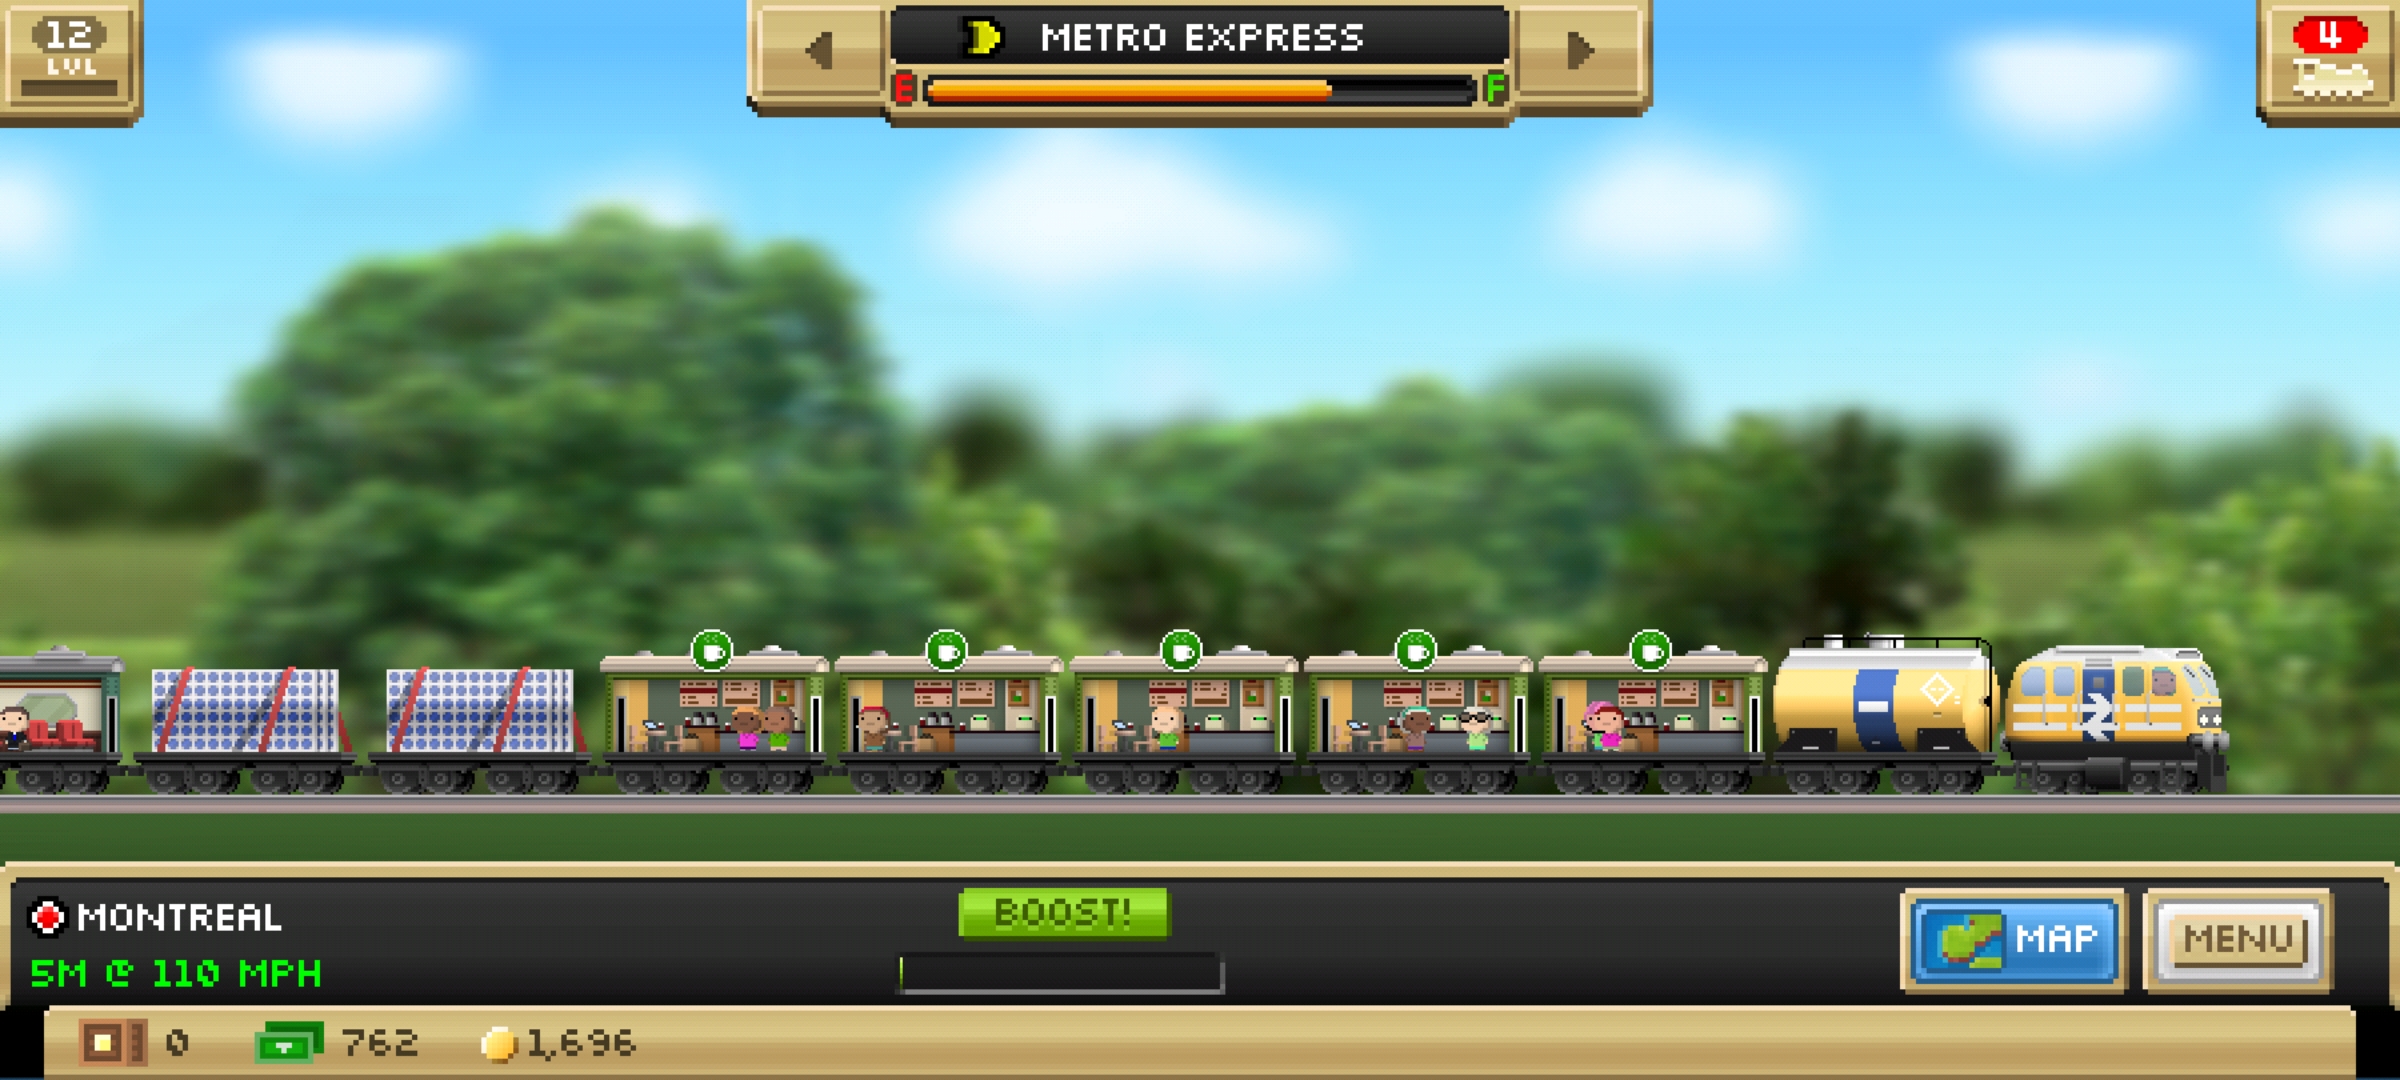 12
LVL
METRO EXPRESS
E F
4
MONTREAL
5M @ 110 MPH
BOOST!
MAP
MENU
0 762 1,696